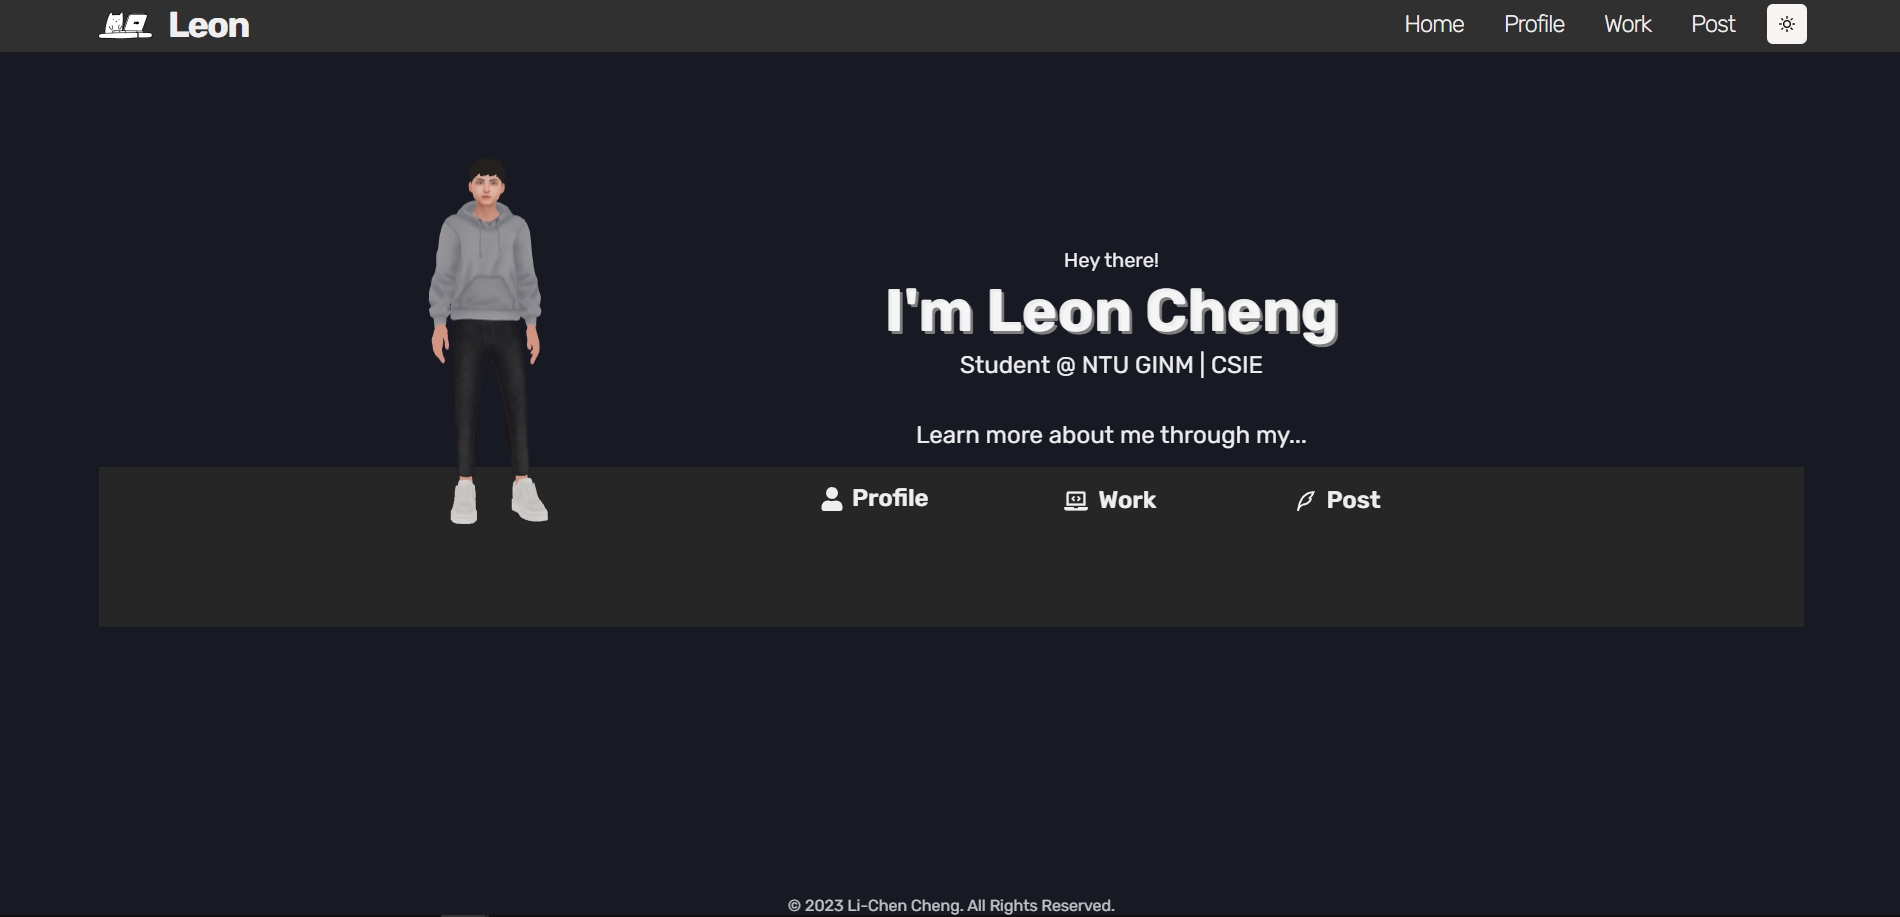 Leon
Home Profile Work Post
Hey there!
I'm Leon Cheng
Student @ NTU GINM | CSIE
Learn more about me through my...
Profile Work Post
© 2023 Li-Chen Cheng. All Rights Reserved.